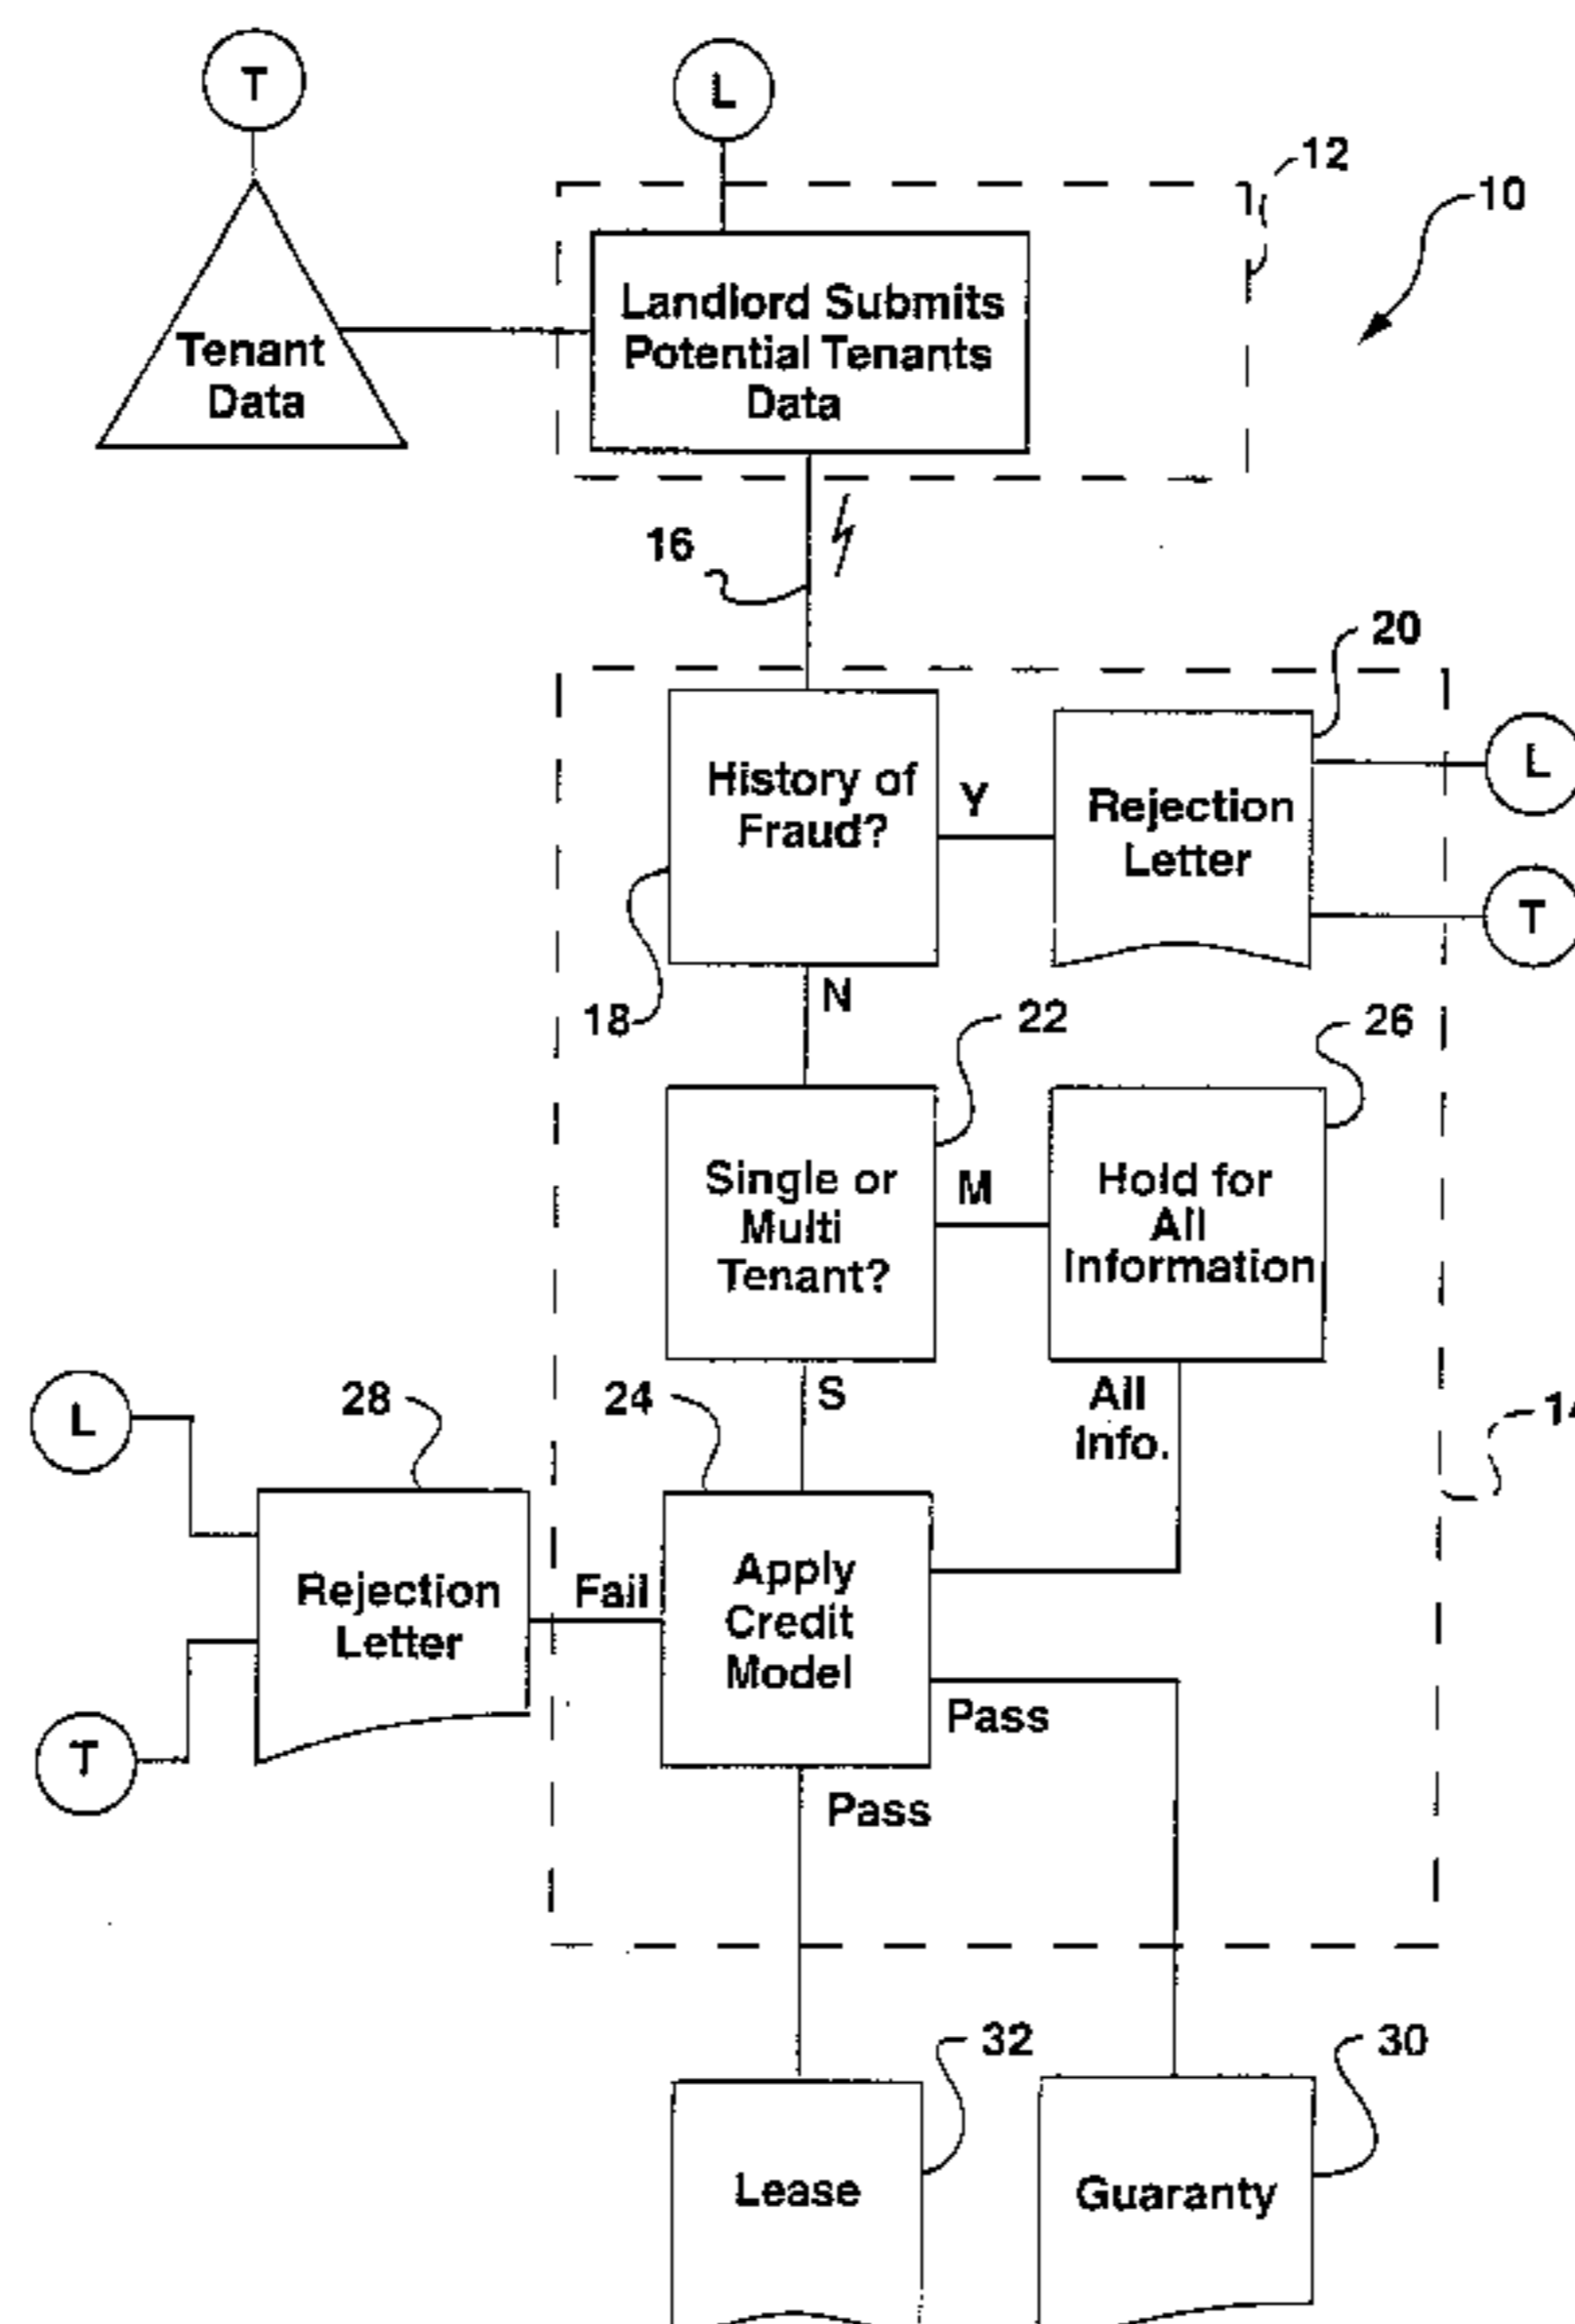 T
L
12
10
Landlord Submits
Potential Tenants
Data
Tenant
Data
16
20
L
History of
Fraud?
Y
Rejection
Letter
T
18
N
22
26
Single or
Multi
Tenant?
M
Hold for
All
Information
L
28
24
S
All
Info.
14
Rejection
Letter
Fail
Apply
Credit
Model
Pass
T
Pass
32
30
Lease
Guaranty